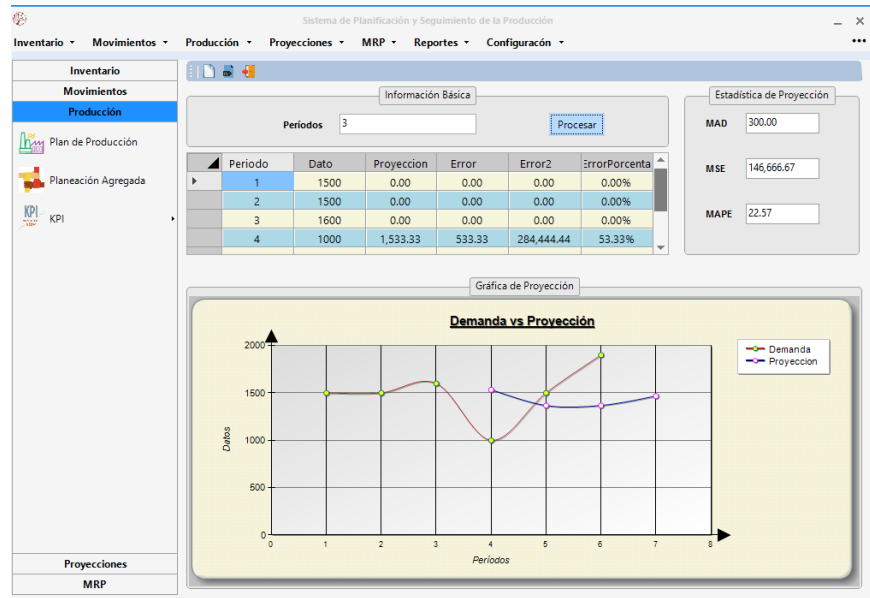 Sistema de Planificación y Seguimiento de la Producción
Inventario Movimientos Producción Proyecciones MRP Reportes Configuracón
Inventario
Movimientos
Producción
Plan de Producción
Planeación Agregada
KPI KPI
Proyecciones
MRP
Información Básica
Períodos 3 Procesar
Periodo Dato Proyeccion Error Error2 ErrorPorcenta
1 1500 0.00 0.00 0.00 0.00%
2 1500 0.00 0.00 0.00 0.00%
3 1600 0.00 0.00 0.00 0.00%
4 1000 1,533.33 533.33 284,444.44 53.33%
Estadística de Proyección
MAD 300.00
MSE 146,666.67
MAPE 22.57
Gráfica de Proyección
Demanda vs Proyección
2000
1500
1000
500
0
Datos
0 1 2 3 4 5 6 7 8
Períodos
Demanda
Proyeccion